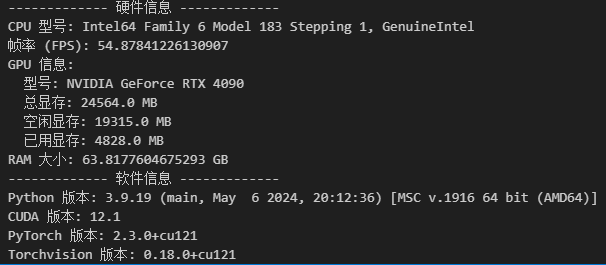 ------------- 硬件信息 -------------
CPU 型号: Intel64 Family 6 Model 183 Stepping 1, GenuineIntel
帧率 (FPS): 54.87841226130907
GPU 信息:
  型号: NVIDIA GeForce RTX 4090
  总显存: 24564.0 MB
  空闲显存: 19315.0 MB
  已用显存: 4828.0 MB
RAM 大小: 63.8177604675293 GB
------------- 软件信息 -------------
Python 版本: 3.9.19 (main, May  6 2024, 20:12:36) [MSC v.1916 64 bit (AMD64)]
CUDA 版本: 12.1
PyTorch 版本: 2.3.0+cu121
Torchvision 版本: 0.18.0+cu121